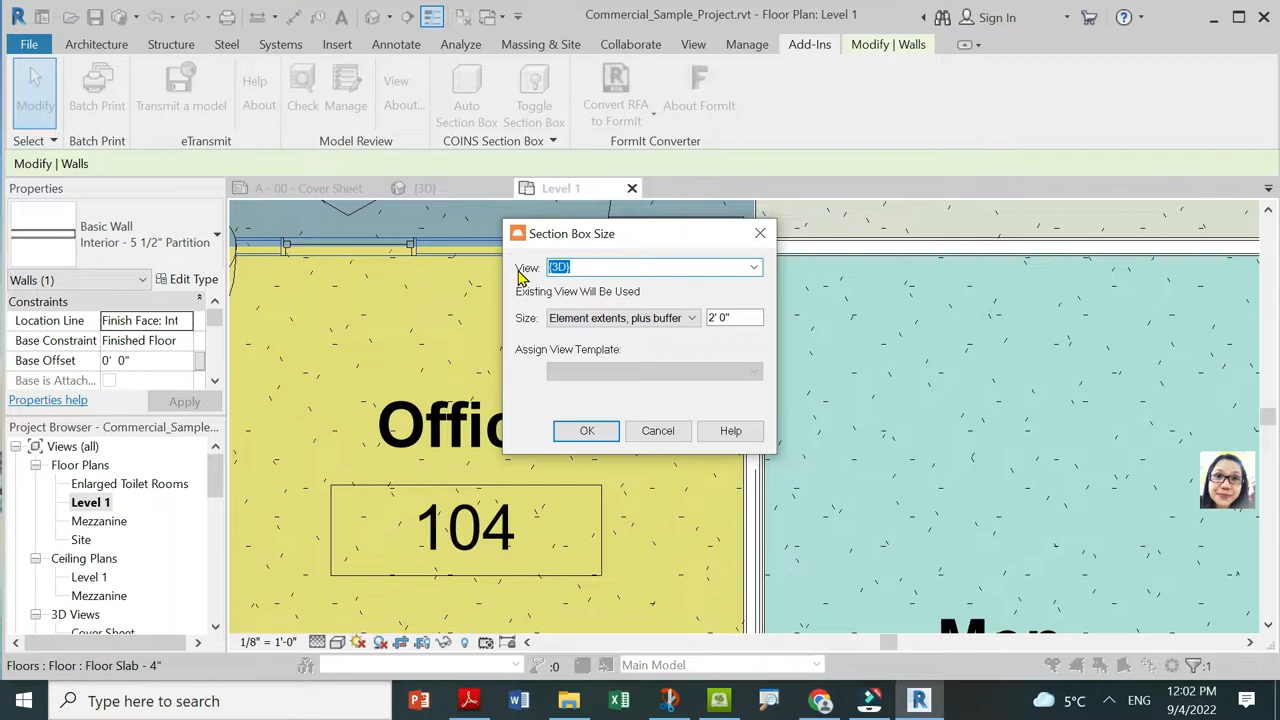 Commercial_Sample_Project.rvt - Floor Plan: Level 1
Sign In
File Architecture Structure Steel Systems Insert Annotate Analyze Massing & Site Collaborate View Manage Add-Ins Modify | Walls
Modify
Batch Print
Transmit a model
Help
About
Check
Manage
View
About...
Auto
Section Box
Toggle
Section Box
Convert RFA
to FormIt
About FormIt
Select Batch Print eTransmit Model Review COINS Section Box FormIt Converter
Modify | Walls
Properties
A - 00 - Cover Sheet
{3D}
Level 1
Basic Wall
Interior - 5 1/2" Partition
Walls (1)
Edit Type
Constraints
Location Line Finish Face: Int
Base Constraint Finished Floor
Base Offset 0' 0"
Base is Attach...
Properties help
Apply
Project Browser - Commercial_Sample...
Views (all)
Floor Plans
Enlarged Toilet Rooms
Level 1
Mezzanine
Site
Ceiling Plans
Level 1
Mezzanine
3D Views
Cover Sheet
Section Box Size
View: {3D}
Existing View Will Be Used
Size: Element extents, plus buffer 2' 0"
Assign View Template:
OK Cancel Help
104
1/8" = 1'-0"
Floors : Floor : Floor Slab - 4"
:0
Main Model
:1
Type here to search
5°C
ENG
12:02 PM
9/4/2022